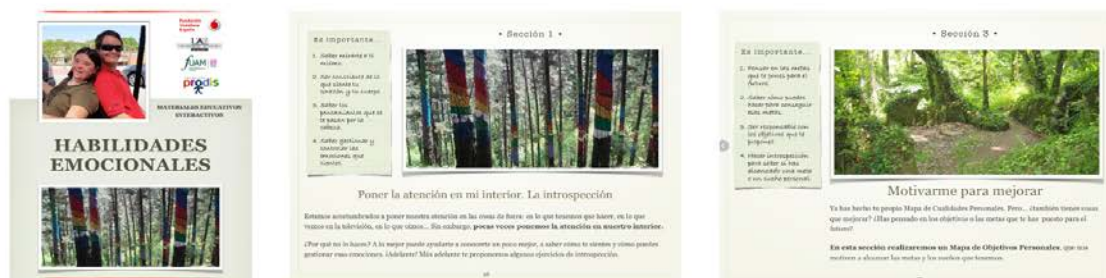 Fundación
Vodafone
España
UAM
fUAM
prodis
MATERIALES EDUCATIVOS
INTERACTIVOS
HABILIDADES
EMOCIONALES
• Sección 1 •
Es importante...
1. Saber mirarte a ti
mismo.
2. Ser consciente de lo
que siente tu
corazón y tu cuerpo.
3. Saber los
pensamientos que se
te pasan por la
cabeza.
4. Saber gestionar y
controlar las
emociones que
sientes.
Poner la atención en mi interior. La introspección
Estamos acostumbrados a poner nuestra atención en las cosas de fuera: en lo que tenemos que hacer, en lo que
vemos en la televisión, en lo que oímos... Sin embargo, pocas veces ponemos la atención en nuestro interior.
¿Por qué no lo haces? A lo mejor puede ayudarte a conocerte un poco mejor, a saber cómo te sientes y cómo puedes
gestionar esas emociones. ¡Adelante! Más adelante te proponemos algunos ejercicios de introspección.
• Sección 3 •
Es importante...
1. Pensar en las metas
que te pones para el
futuro.
2. Saber cómo puedes
hacer para conseguir
esas metas.
3. Ser responsable con
los objetivos que te
propones.
4. Hacer introspección
para saber si has
alcanzado una meta
o un sueño personal.
Motivarme para mejorar
Ya has hecho tu propio Mapa de Cualidades Personales. Pero... ¿también tienes cosas
que mejorar? ¿Has pensado en los objetivos o las metas que te has puesto para el
futuro?
En esta sección realizaremos un Mapa de Objetivos Personales, que nos
motiven a alcanzar las metas y los sueños que tenemos.